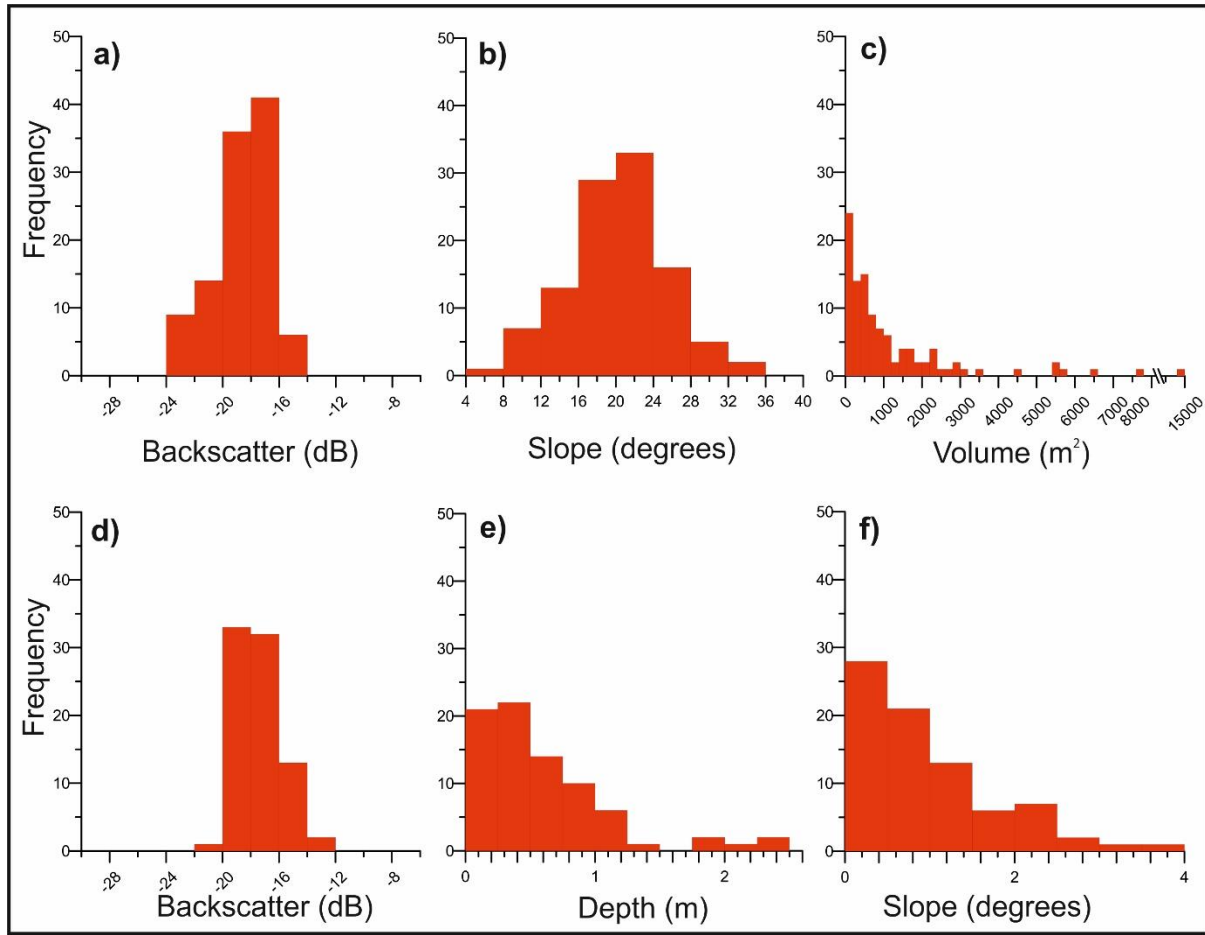 a)
50
40
30
20
10
0
Frequency
-28
-24
-20
-16
-12
-8
Backscatter (dB)
b)
50
40
30
20
10
0
4 8 12 16 20 24 28 32 36 40
Slope (degrees)
c)
50
40
30
20
10
0
0 1000 2000 3000 4000 5000 6000 7000 8000 15000
Volume (m²)
d)
50
40
30
20
10
0
Frequency
-28
-24
-20
-16
-12
-8
Backscatter (dB)
e)
50
40
30
20
10
0
0 1 2
Depth (m)
f)
50
40
30
20
10
0
0 2 4
Slope (degrees)